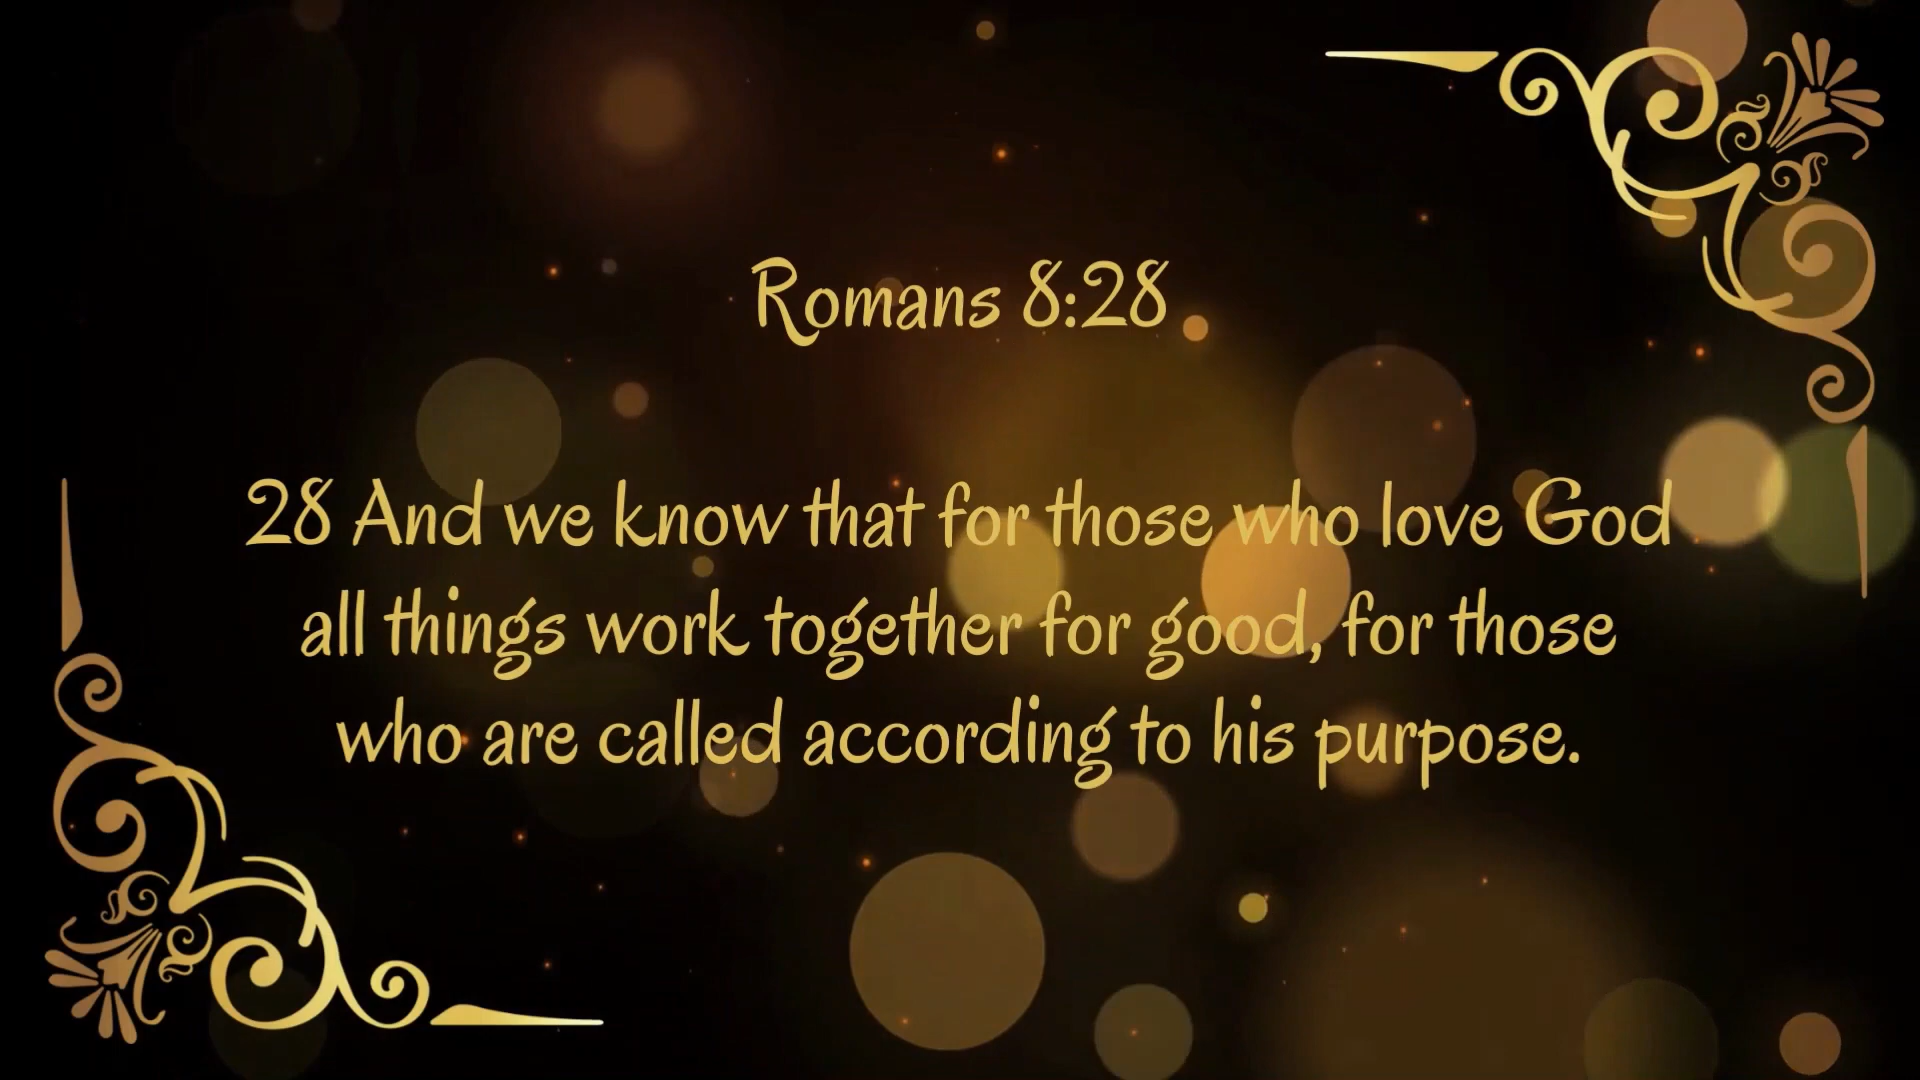 Romans 8:28
28 And we know that for those who love God
all things work together for good, for those
who are called according to his purpose.